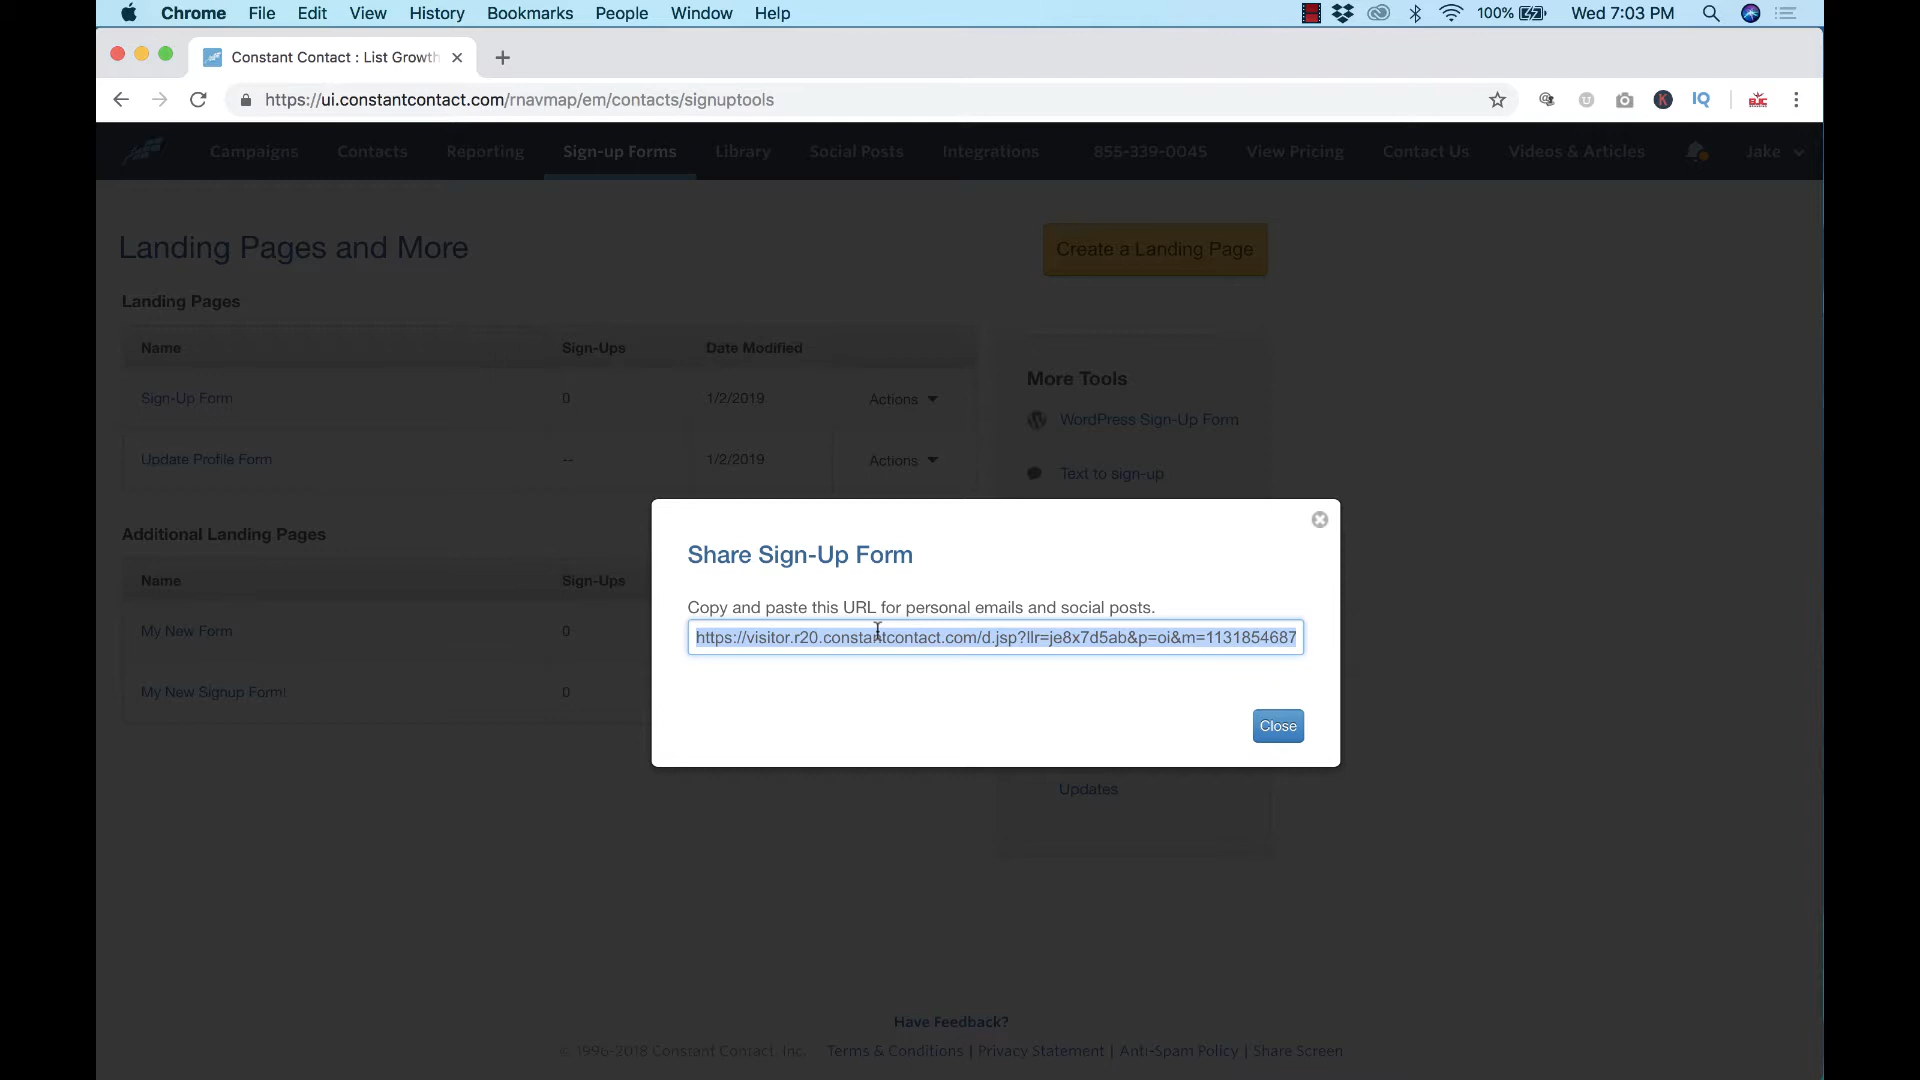 Chrome File Edit View History Bookmarks People Window Help 100% Wed 7:03 PM
Constant Contact : List Growth
https://ui.constantcontact.com/rnavmap/em/contacts/signuptools
K IQ BJC
Campaigns Contacts Reporting Sign-up Forms Library Social Posts Integrations 855-339-0045 View Pricing Contact Us Videos & Articles Jake
Landing Pages and More
Create a Landing Page
Landing Pages
Name Sign-Ups Date Modified
Sign-Up Form 0 1/2/2019 Actions
Update Profile Form -- 1/2/2019 Actions
More Tools
WordPress Sign-Up Form
Text to sign-up
Additional Landing Pages
Name Sign-Ups
My New Form 0
My New Signup Form! 0
Share Sign-Up Form
Copy and paste this URL for personal emails and social posts.
https://visitor.r20.constantcontact.com/d.jsp?llr=je8x7d5ab&p=oi&m=1131854687
Close
Updates
Have Feedback?
© 1996-2018 Constant Contact, Inc. Terms & Conditions | Privacy Statement | Anti-Spam Policy | Share Screen